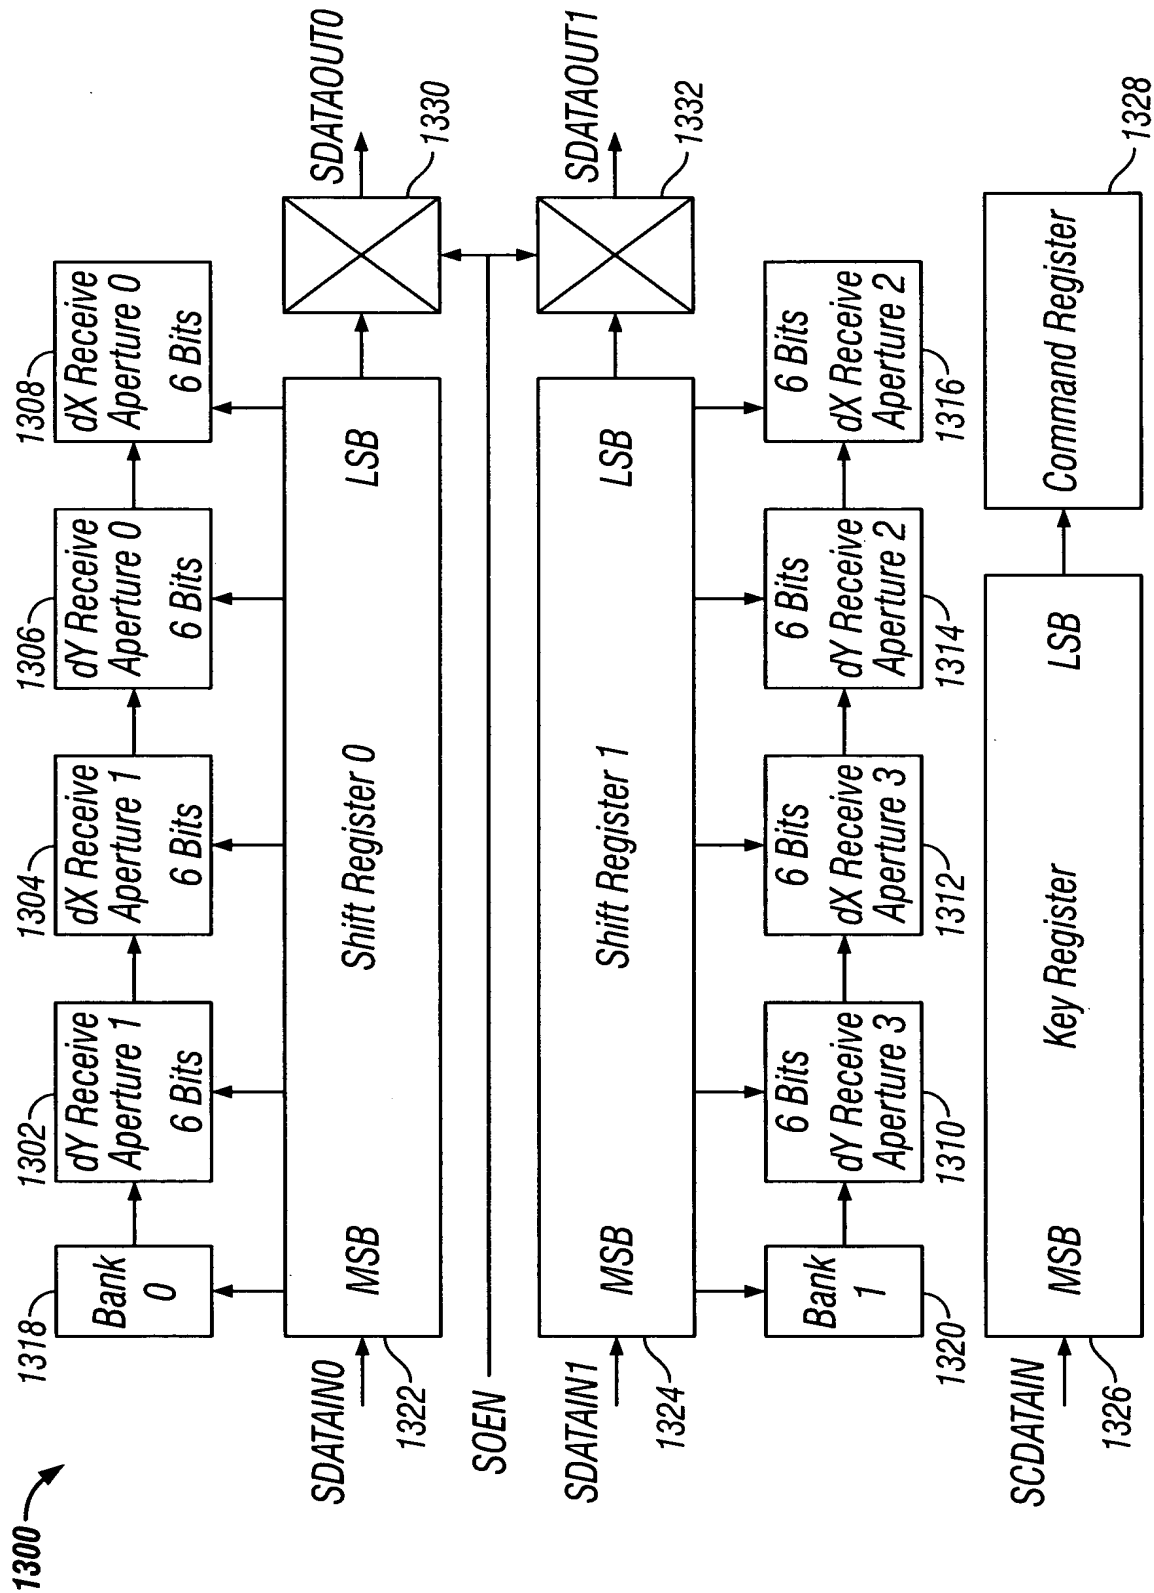 1300
1318
1302
1304
1306
1308
Bank
0
dY Receive
Aperture 1
6 Bits
dX Receive
Aperture 1
6 Bits
dY Receive
Aperture 0
6 Bits
dX Receive
Aperture 0
6 Bits
SDATAIN0
MSB
Shift Register 0
LSB
SDATAOUT0
1322
1330
SOEN
SDATAIN1
MSB
Shift Register 1
LSB
SDATAOUT1
1324
1332
Bank
1
6 Bits
dY Receive
Aperture 3
6 Bits
dX Receive
Aperture 3
6 Bits
dY Receive
Aperture 2
6 Bits
dX Receive
Aperture 2
1320
1310
1312
1314
1316
SCDATAIN
MSB
Key Register
LSB
Command Register
1326
1328